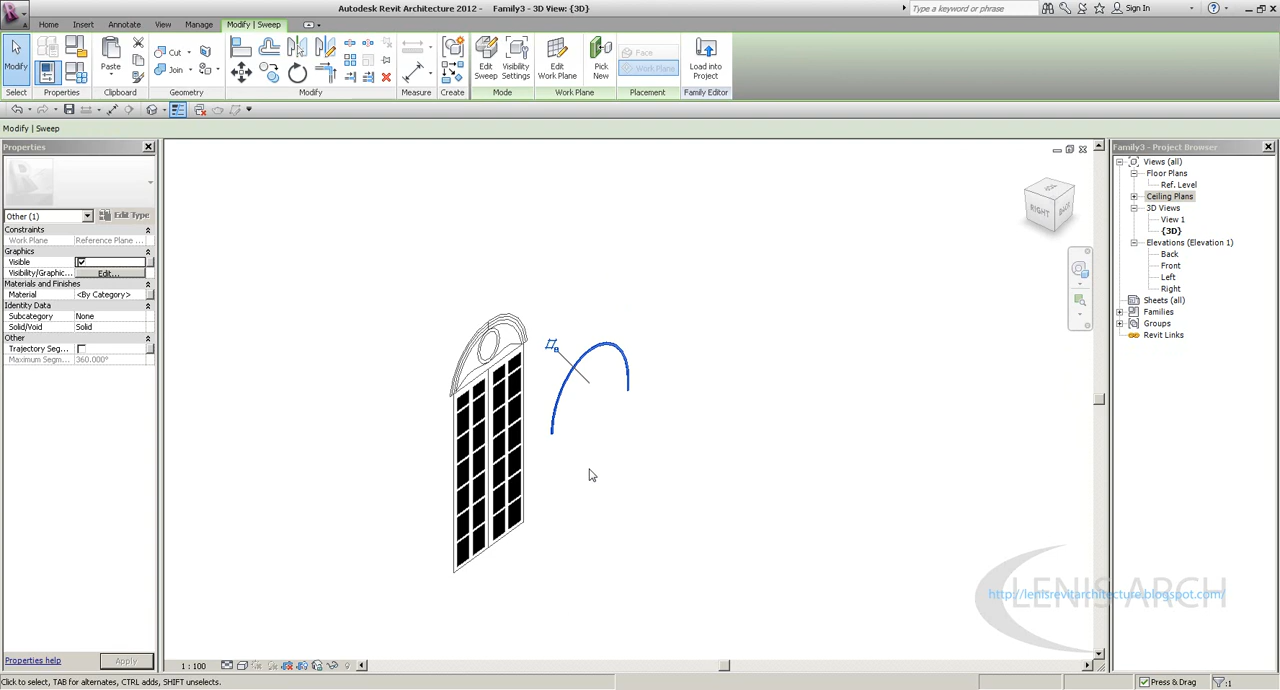 Autodesk Revit Architecture 2012 - Family3 - 3D View: {3D}
Type a keyword or phrase
Sign In
Home Insert Annotate View Manage Modify | Sweep
Modify
Paste
Cut
Join
Edit Sweep
Visibility Settings
Edit Work Plane
Pick New
Face
Work Plane
Load into Project
Select Properties Clipboard Geometry Modify Measure Create Mode Work Plane Placement Family Editor
Modify | Sweep
Properties
Other (1)
Edit Type
Constraints
Work Plane Reference Plane ...
Graphics
Visible
Visibility/Graphic... Edit...
Materials and Finishes
Material <By Category>
Identity Data
Subcategory None
Solid/Void Solid
Other
Trajectory Seg...
Maximum Segm... 360.000°
Properties help
Apply
RIGHT
BACK
Family3 - Project Browser
Views (all)
Floor Plans
Ref. Level
Ceiling Plans
3D Views
View 1
{3D}
Elevations (Elevation 1)
Back
Front
Left
Right
Sheets (all)
Families
Groups
Revit Links
LENIS ARCH
http://lenisrevitarchitecture.blogspot.com/
1 : 100
Click to select, TAB for alternates, CTRL adds, SHIFT unselects.
Press & Drag
:1